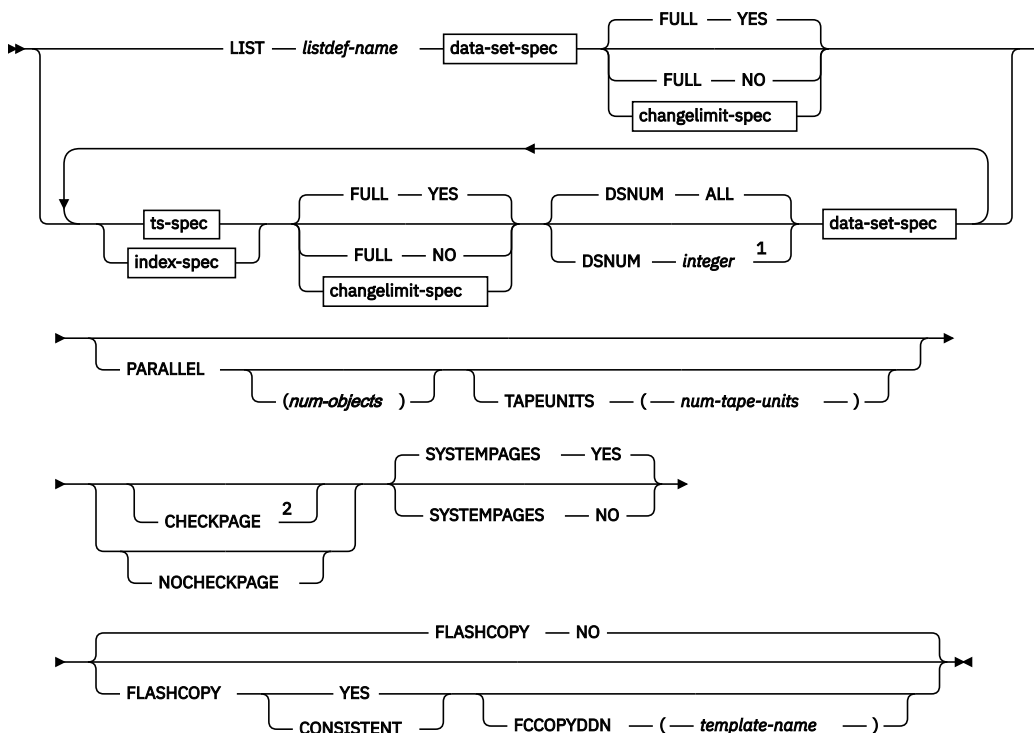 FULL YES
LIST listdef-name data-set-spec
FULL NO
changelimit-spec
FULL YES DSNUM ALL
ts-spec data-set-spec
index-spec FULL NO DSNUM integer 1
changelimit-spec
PARALLEL
(num-objects ) TAPEUNITS ( num-tape-units )
SYSTEMPAGES YES
CHECKPAGE 2 SYSTEMPAGES NO
NOCHECKPAGE
FLASHCOPY NO
FLASHCOPY YES
CONSISTENT FCCOPYDDN ( template-name )